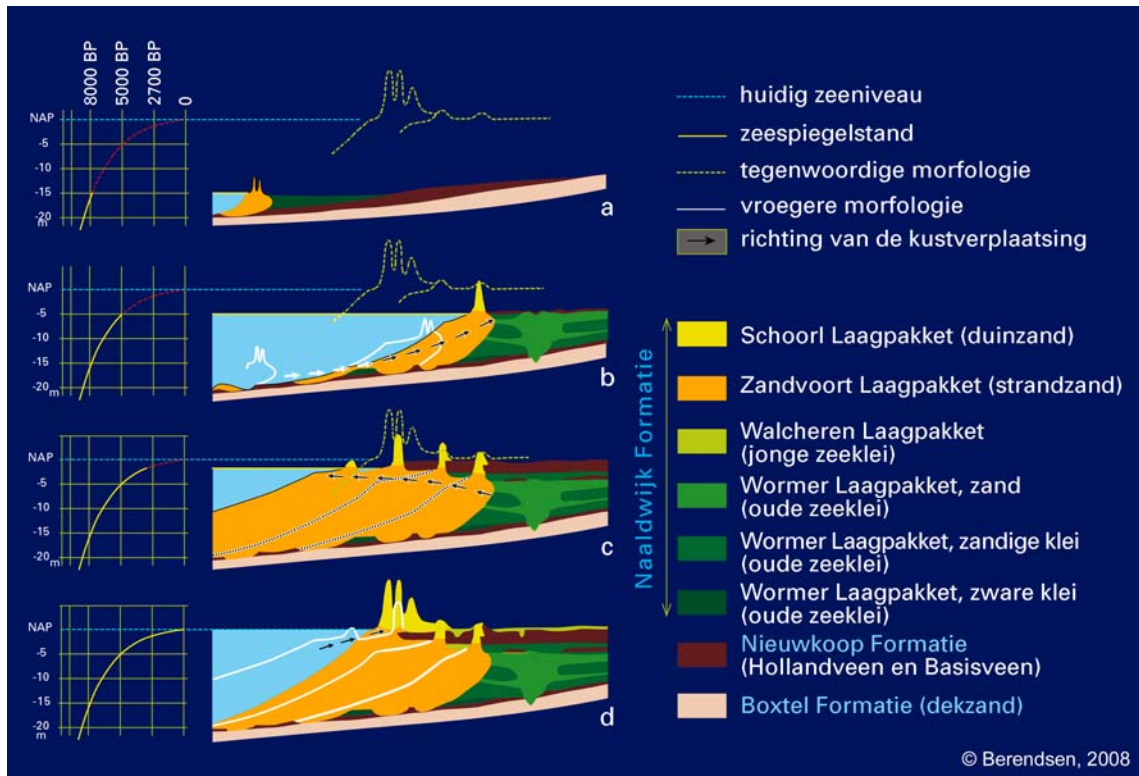 8000 BP
5000 BP
2700 BP
0
NAP
-5
-10
-15
-20
m
a
NAP
-5
-10
-15
-20
m
b
NAP
-5
-10
-15
-20
m
c
NAP
-5
-10
-15
-20
m
d
huidig zeeniveau
zeespiegelstand
tegenwoordige morfologie
vroegere morfologie
richting van de kustverplaatsing
Naaldwijk Formatie
Schoorl Laagpakket (duinzand)
Zandvoort Laagpakket (strandzand)
Walcheren Laagpakket
(jonge zeeklei)
Wormer Laagpakket, zand
(oude zeeklei)
Wormer Laagpakket, zandige klei
(oude zeeklei)
Wormer Laagpakket, zware klei
(oude zeeklei)
Nieuwkoop Formatie
(Hollandveen en Basisveen)
Boxtel Formatie (dekzand)
© Berendsen, 2008